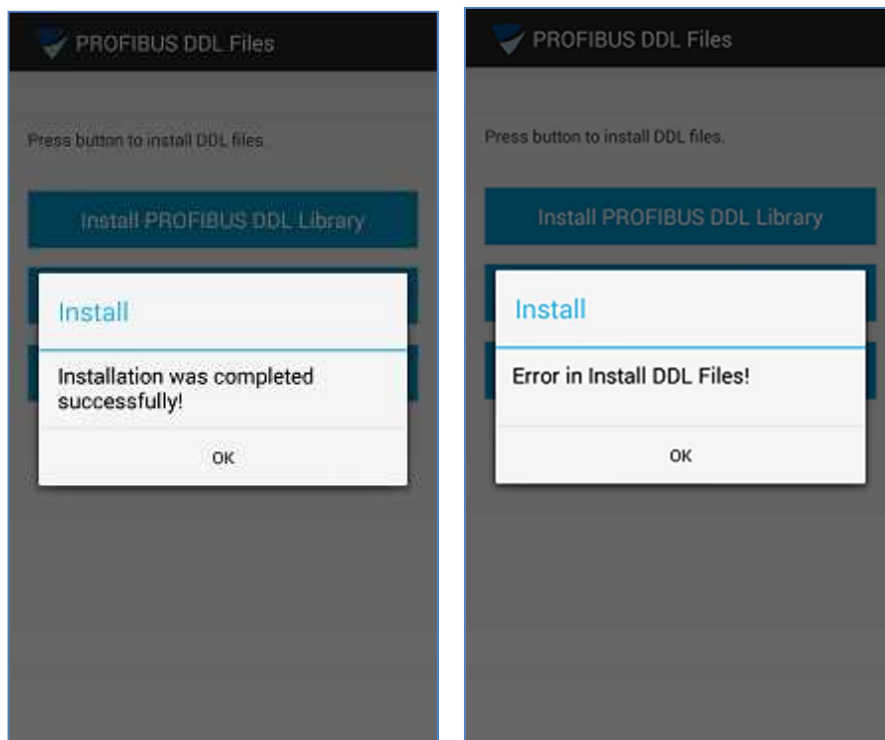 PROFIBUS DDL Files
Press button to install DDL files.
Install PROFIBUS DDL Library
Install
Installation was completed
successfully!
OK
PROFIBUS DDL Files
Press button to install DDL files.
Install PROFIBUS DDL Library
Install
Error in Install DDL Files!
OK